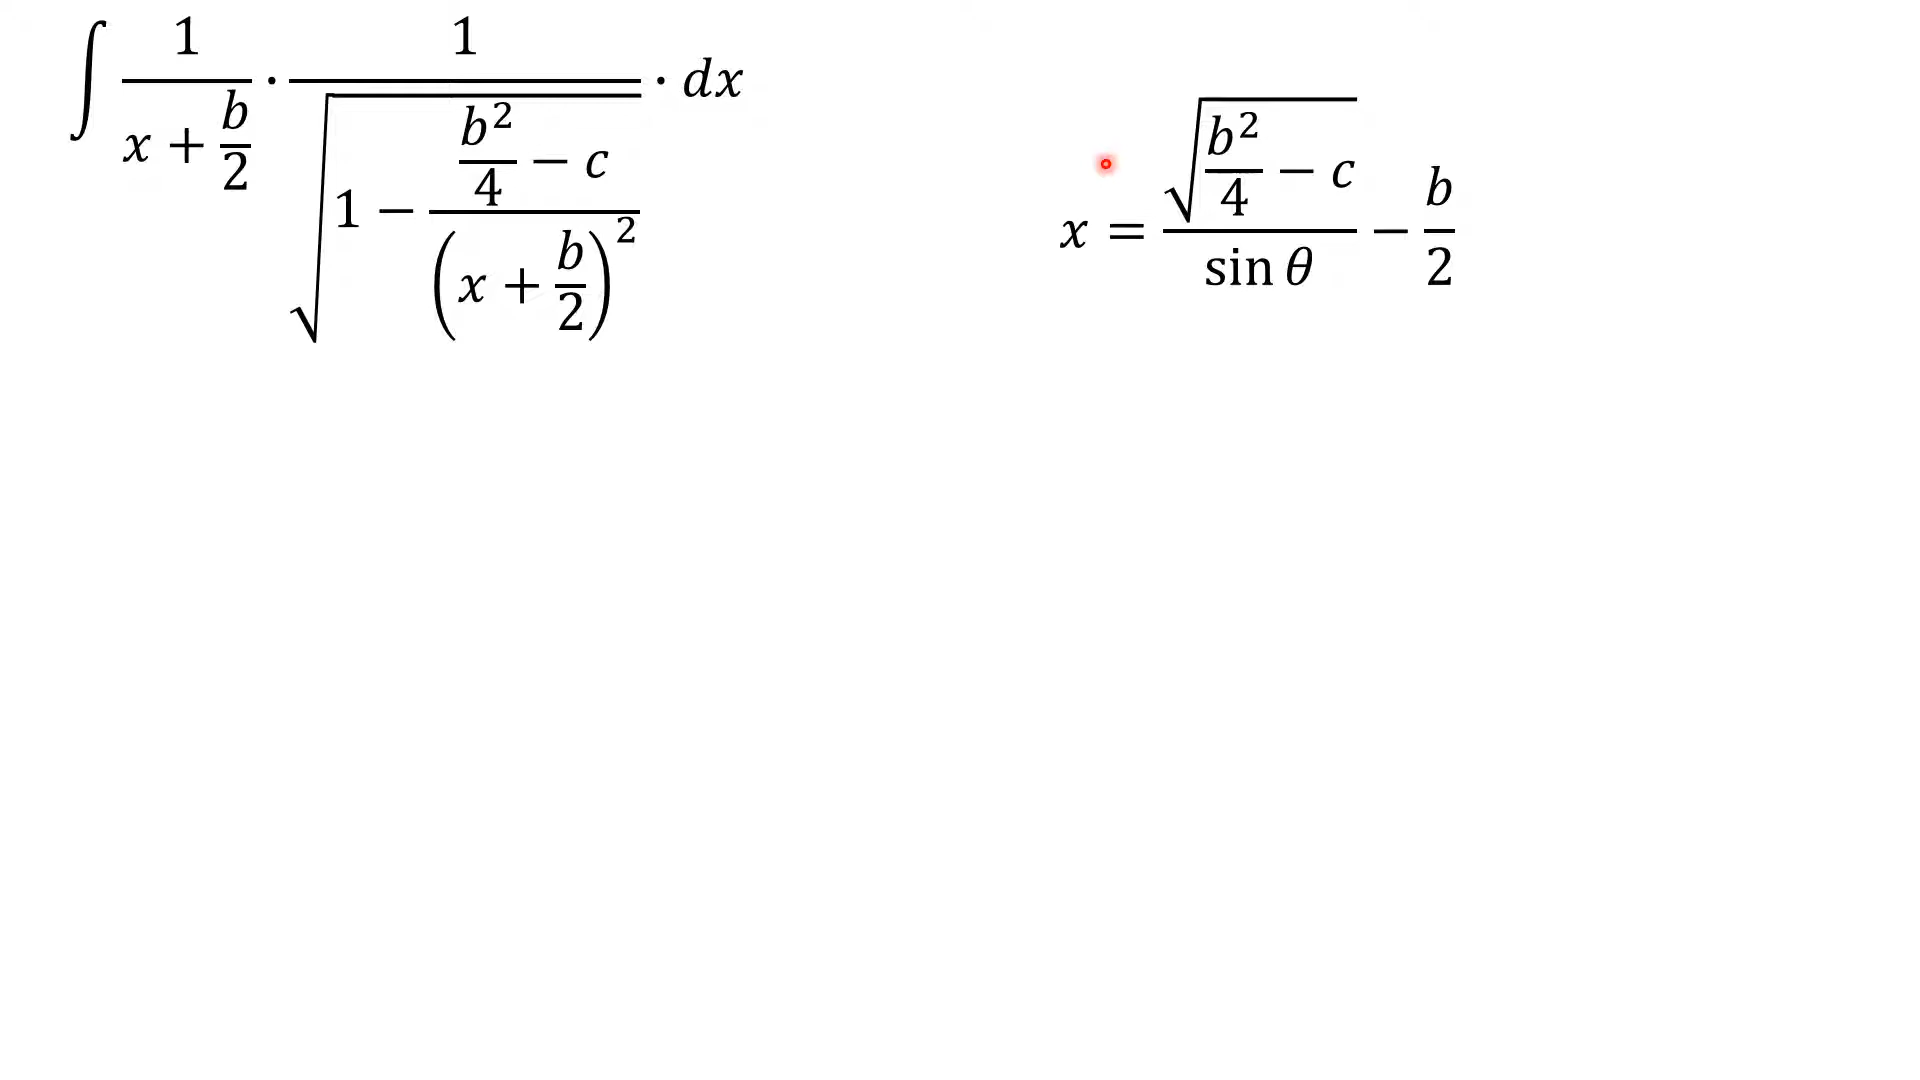 ∫ 1/(x + b/2) · 1/√(1 − (b²/4 − c)/(x + b/2)²) · dx
x = √(b²/4 − c)/sin θ − b/2